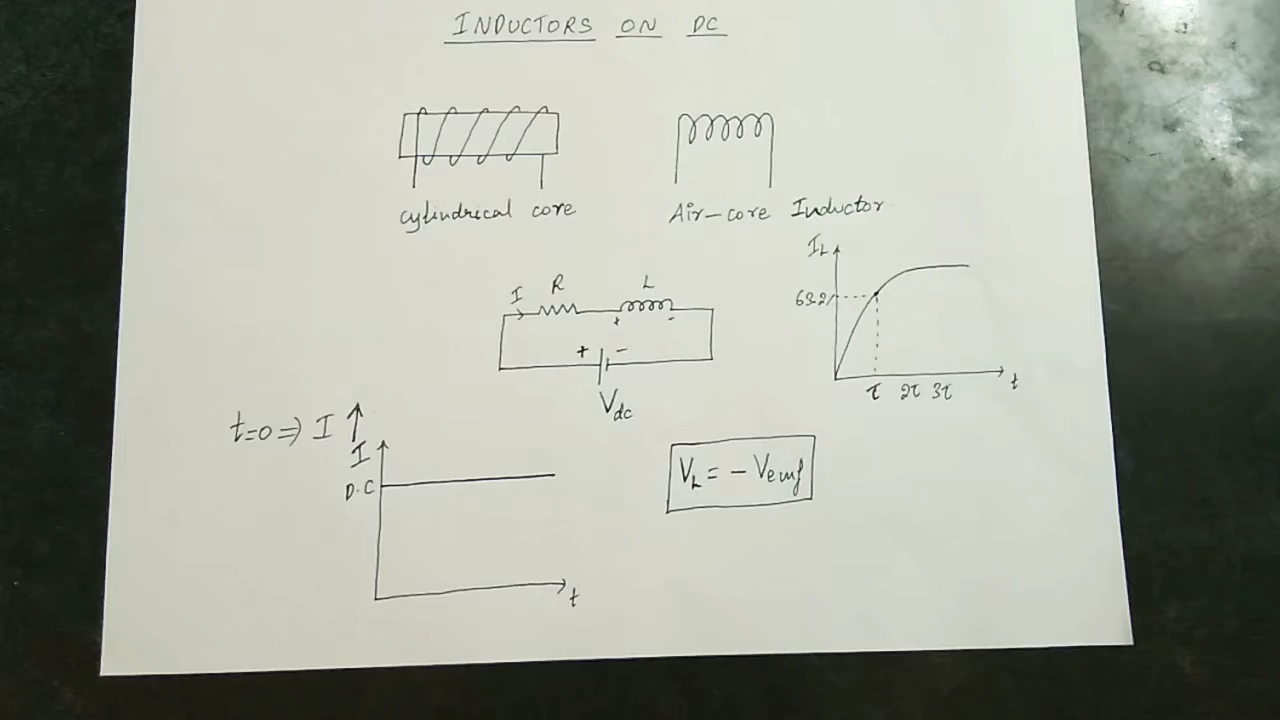 INDUCTORS ON DC
cylindrical core
Air-core Inductor
I R L
+ -
+ -
Vdc
IL
63.2%
τ 2τ 3τ t
t=0 => I ↑
I
D.C
t
VL = - Vemf